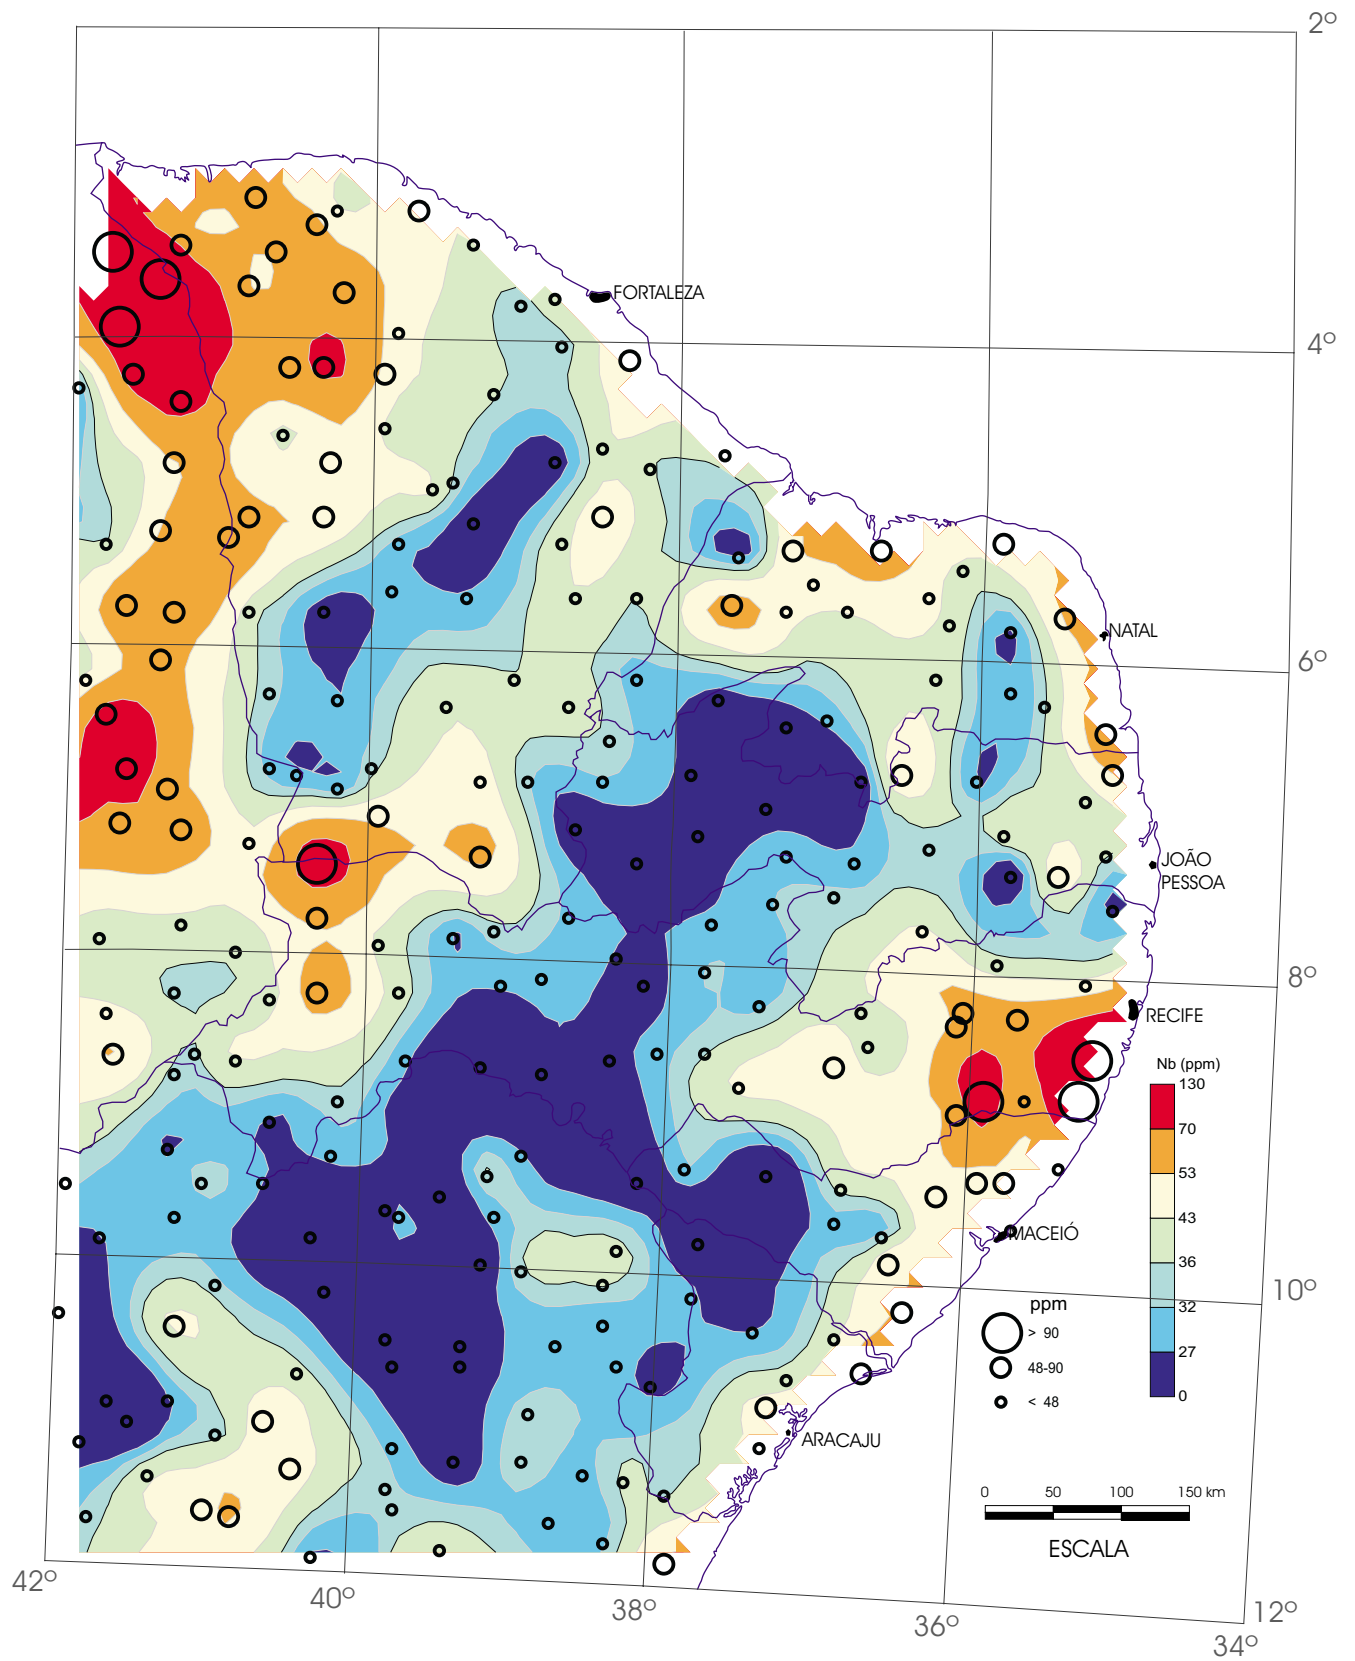 2°
FORTALEZA
4°
NATAL
6°
JOÃO
PESSOA
8°
RECIFE
Nb (ppm)
130
70
53
43
36
32
27
0
MACEIÓ
10°
ppm
> 90
48-90
< 48
ARACAJU
0 50 100 150 km
ESCALA
42°
40°
38°
36°
12°
34°